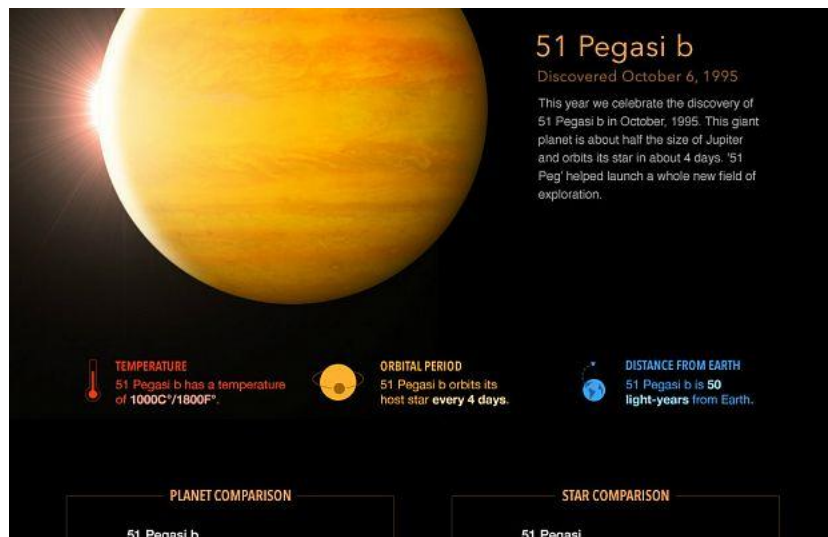 51 Pegasi b
Discovered October 6, 1995
This year we celebrate the discovery of
51 Pegasi b in October, 1995. This giant
planet is about half the size of Jupiter
and orbits its star in about 4 days. '51
Peg' helped launch a whole new field of
exploration.
TEMPERATURE
51 Pegasi b has a temperature
of 1000C°/1800F°.
ORBITAL PERIOD
51 Pegasi b orbits its
host star every 4 days.
DISTANCE FROM EARTH
51 Pegasi b is 50
light-years from Earth.
PLANET COMPARISON
51 Pegasi b
STAR COMPARISON
51 Pegasi